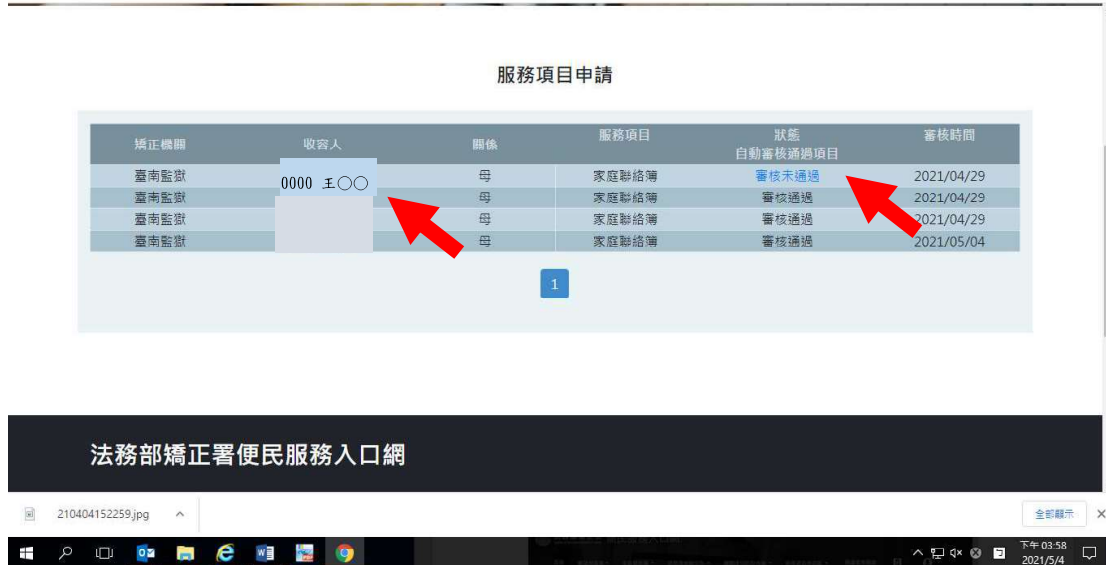 服務項目申請
矯正機關 收容人 關係 服務項目 狀態 審核時間
自動審核通過項目
臺南監獄 0000 王○○ 母 家庭聯絡簿 審核未通過 2021/04/29
臺南監獄 母 家庭聯絡簿 審核通過 2021/04/29
臺南監獄 母 家庭聯絡簿 審核通過 2021/04/29
臺南監獄 母 家庭聯絡簿 審核通過 2021/05/04
1
法務部矯正署便民服務入口網
210404152259.jpg 全部顯示
下午 03:58
2021/5/4